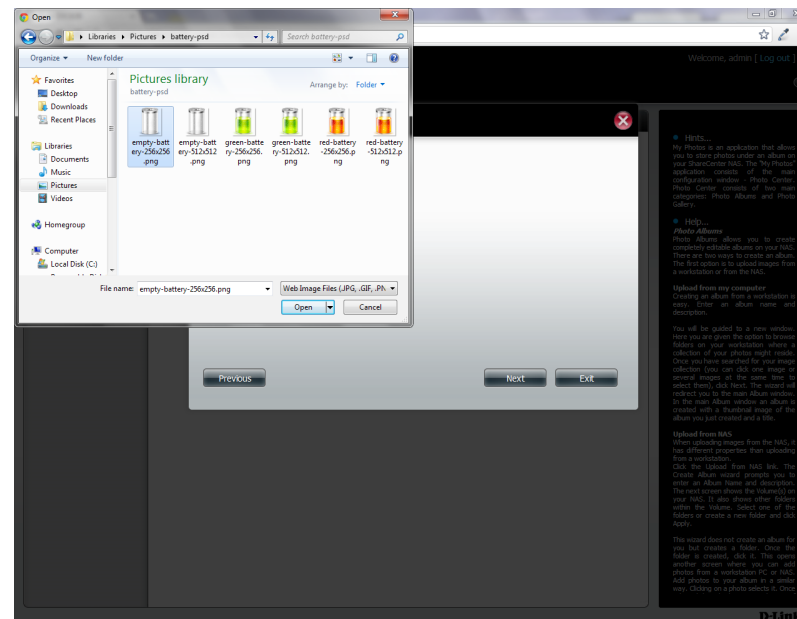 Open
Libraries
Pictures
battery-psd
Search battery-psd
Organize
New folder
Favorites
Desktop
Downloads
Recent Places
Libraries
Documents
Music
Pictures
Videos
Homegroup
Computer
Local Disk (C:)
Pictures library
battery-psd
Arrange by: Folder
empty-batt
ery-256x256
.png
empty-batt
ery-512x512
.png
green-batte
ry-256x256.
png
green-batte
ry-512x512.
png
red-battery
-256x256.p
ng
red-battery
-512x512.p
ng
File name: empty-battery-256x256.png
Web Image Files (.JPG, .GIF, .PN
Open
Cancel
Previous
Next
Exit
Welcome, admin [ Log out ]
Hints...
My Photos is an application that allows
you to store photos under an album on
your ShareCenter NAS. The "My Photos"
application consists of the main
configuration window - Photo Center.
Photo Center consists of two main
categories: Photo Albums and Photo
Gallery.
Help...
Photo Albums
Photo Albums allows you to create
completely editable albums on your NAS.
There are two ways to create an album.
The first option is to upload images from
a workstation or from the NAS.
Upload from my computer
Creating an album from a workstation is
easy. Enter an album name and
description.
You will be guided to a new window.
Here you are given the option to browse
folders on your workstation where a
collection of your photos might reside.
Once you have searched for your image
collection (you can click one image or
several images at the same time to
select them), click Next. The wizard will
redirect you to the main Album window.
In the main Album window an album is
created with a thumbnail image of the
album you just created and a title.
Upload from NAS
When uploading images from the NAS, it
has different properties than uploading
from a workstation.
Click the Upload from NAS link. The
Create Album wizard prompts you to
enter an Album Name and description.
The next screen shows the Volume(s) on
your NAS. It also shows other folders
within the Volume. Select one of the
folders or create a new folder and click
Apply.
This wizard does not create an album for
you but creates a folder. Once the
folder is created, click it. This opens
another screen where you can add
photos from a workstation PC or NAS.
Add photos to your album in a similar
way. Clicking on a photo selects it. Once
D-Link